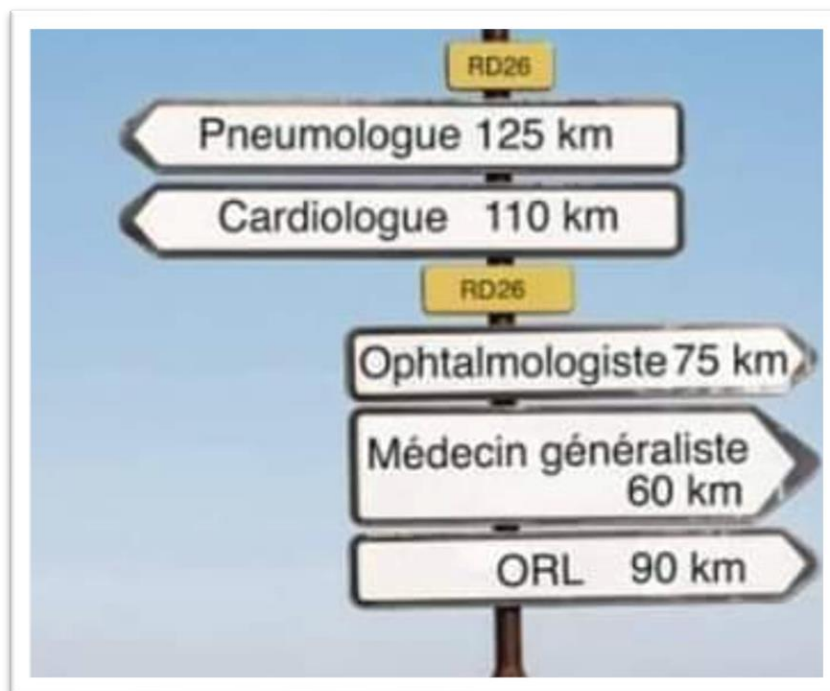 RD26
Pneumologue 125 km
Cardiologue 110 km
RD26
Ophtalmologiste 75 km
Médecin généraliste
60 km
ORL 90 km